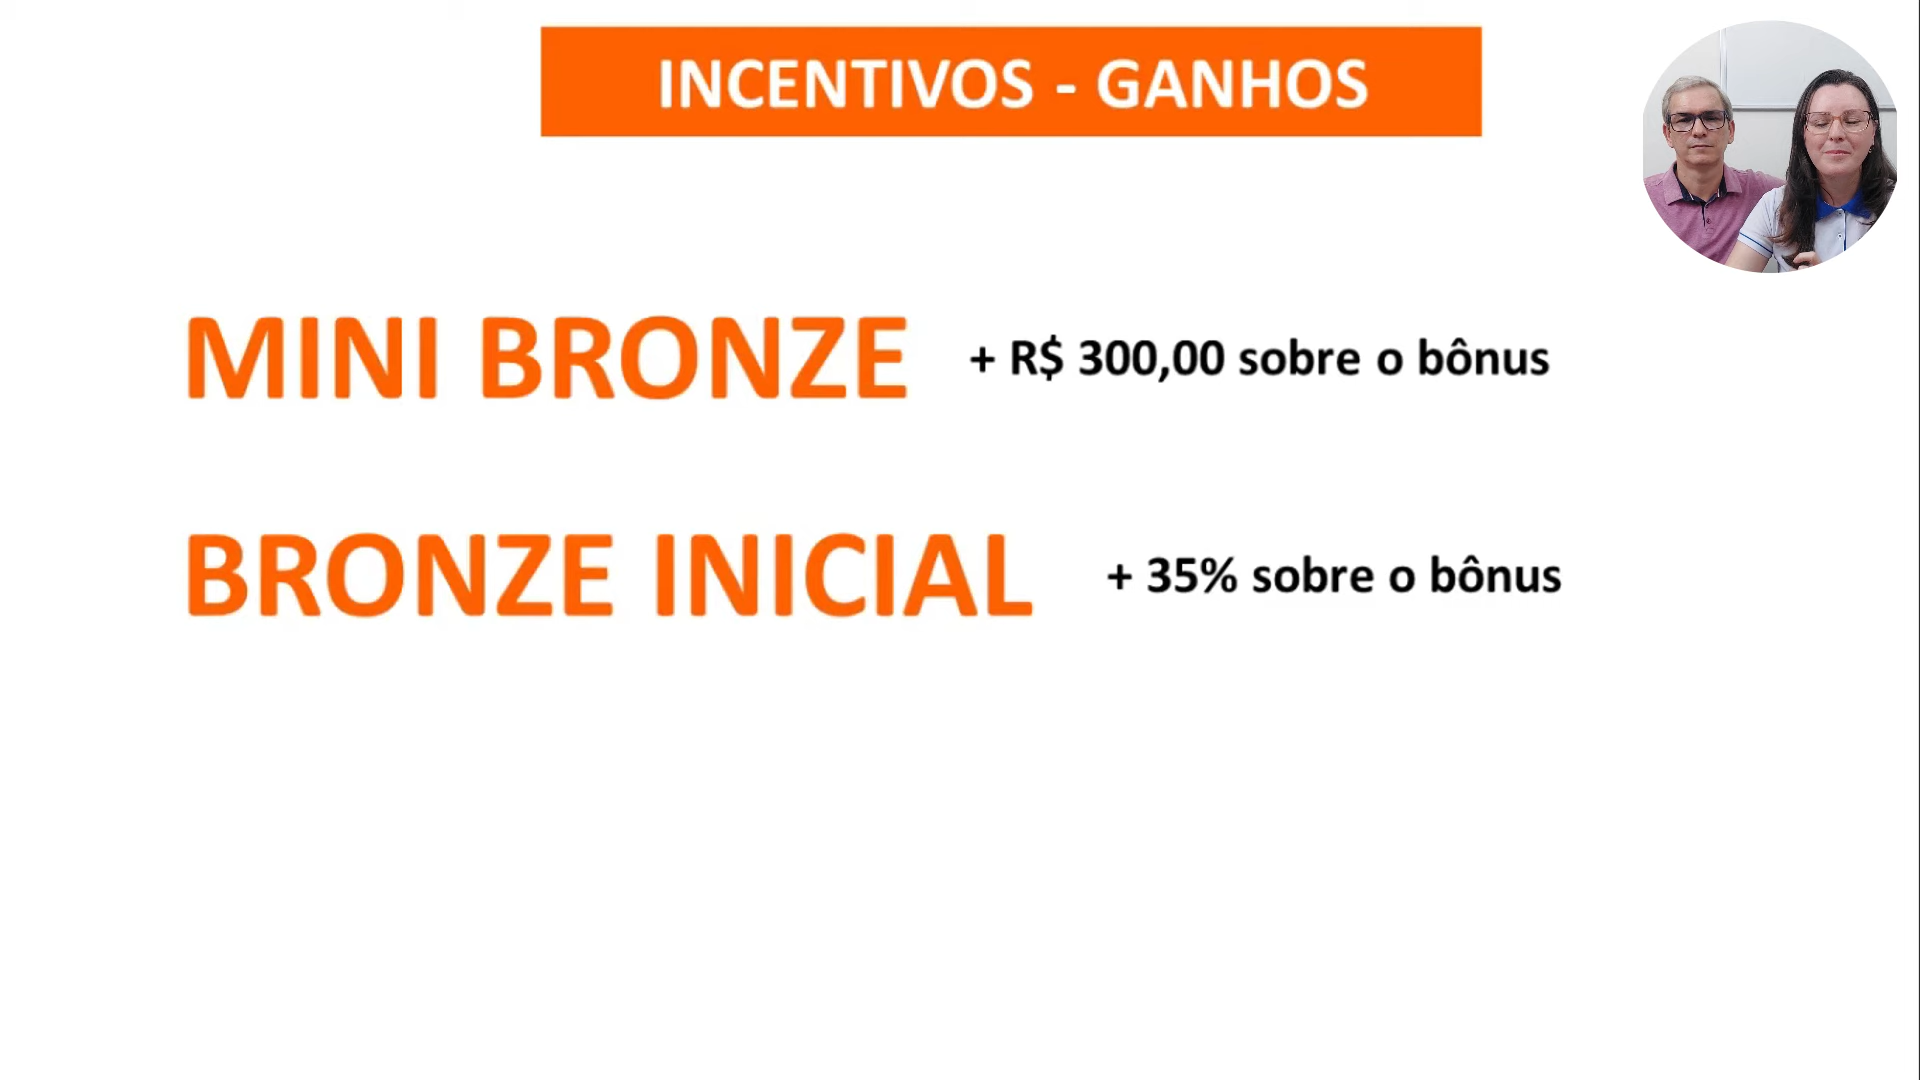 INCENTIVOS - GANHOS
MINI BRONZE + R$ 300,00 sobre o bônus
BRONZE INICIAL + 35% sobre o bônus